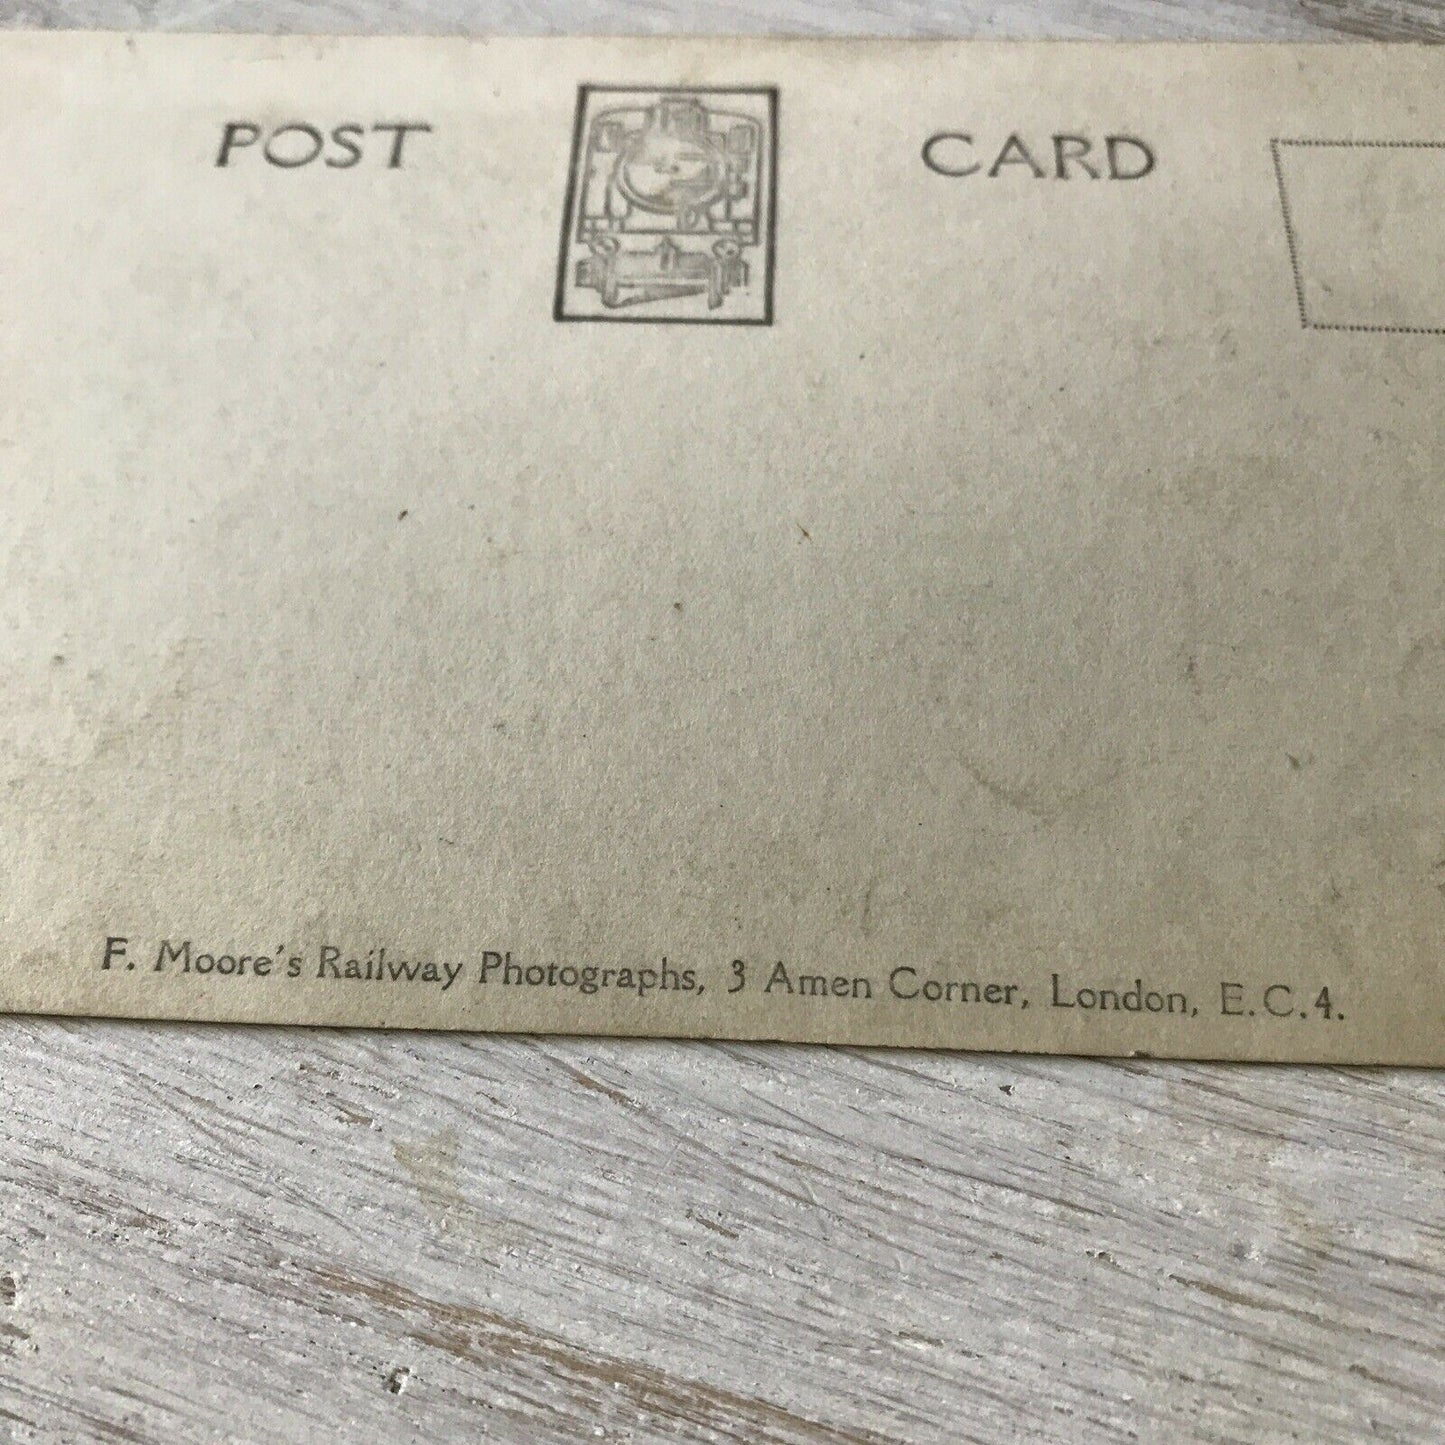 POST CARD
F. Moore's Railway Photographs, 3 Amen Corner, London, E.C.4.